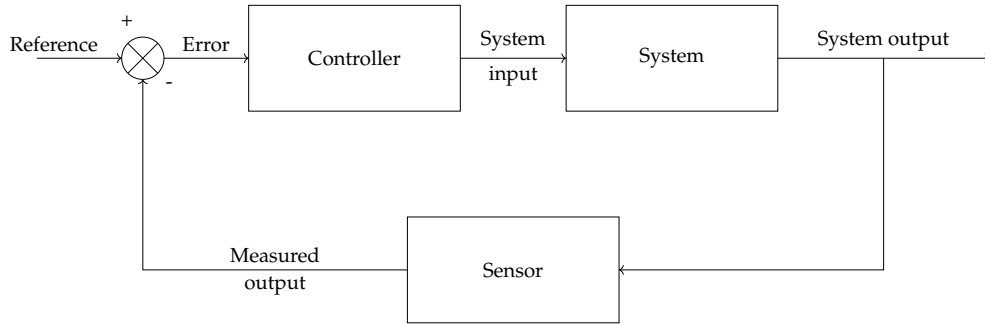 +
Reference
Error
Controller
System
input
System
System output
-
Measured
output
Sensor